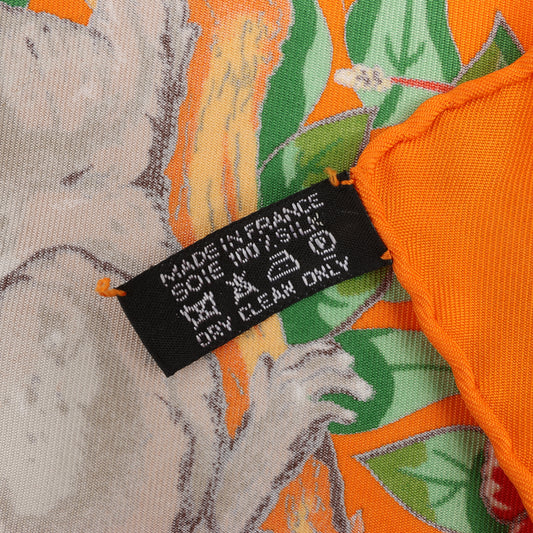 MADE IN FRANCE
SOIE 100% SILK
P
DRY CLEAN ONLY